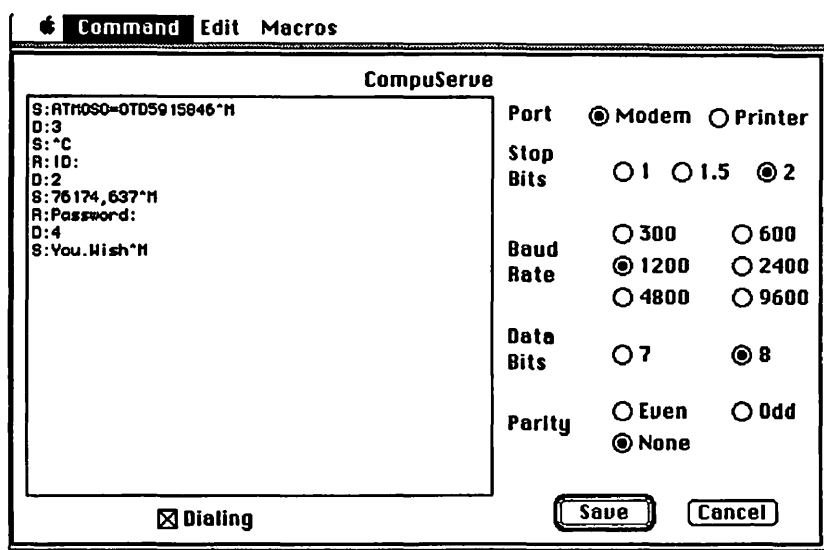 Command Edit Macros
CompuServe
S:ATM0S0=0TD5915846^M
D:3
S:^C
R:ID:
D:2
S:76174,637^M
R:Password:
D:4
S:You.Wish^M
Port Modem Printer
Stop Bits 1 1.5 2
Baud Rate 300 600
1200 2400
4800 9600
Data Bits 7 8
Parity Even Odd
None
Dialing Save Cancel